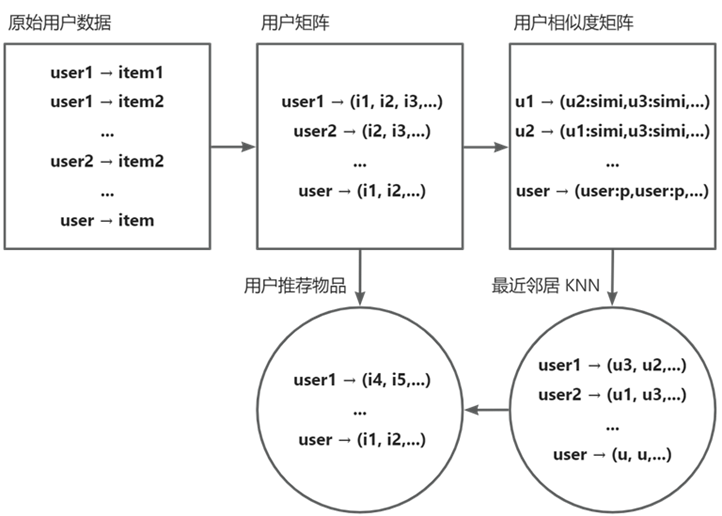 原始用户数据
user1 → item1
user1 → item2
...
user2 → item2
...
user → item
用户矩阵
user1 → (i1, i2, i3,...)
user2 → (i2, i3,...)
...
user → (i1, i2,...)
用户相似度矩阵
u1 → (u2:simi,u3:simi,...)
u2 → (u1:simi,u3:simi,...)
...
user → (user:p,user:p,...)
用户推荐物品
user1 → (i4, i5,...)
...
user → (i1, i2,...)
最近邻居 KNN
user1 → (u3, u2,...)
user2 → (u1, u3,...)
...
user → (u, u,...)